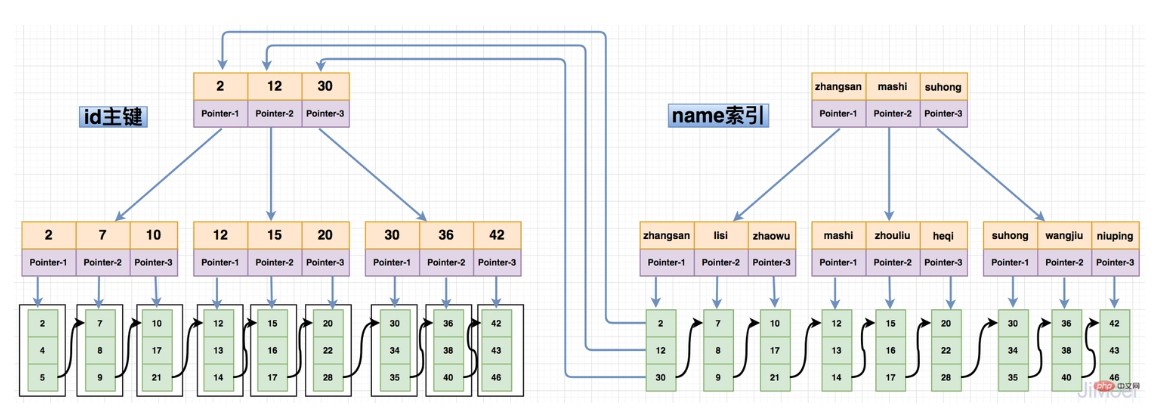 2 12 30
Pointer-1 Pointer-2 Pointer-3
id主键
2 7 10
Pointer-1 Pointer-2 Pointer-3
12 15 20
Pointer-1 Pointer-2 Pointer-3
30 36 42
Pointer-1 Pointer-2 Pointer-3
2 7 10 12 15 20 30 36 42
4 8 17 13 16 22 34 38 43
5 9 21 14 17 28 35 40 46
zhangsan mashi suhong
Pointer-1 Pointer-2 Pointer-3
name索引
zhangsan lisi zhaowu
Pointer-1 Pointer-2 Pointer-3
mashi zhouliu heqi
Pointer-1 Pointer-2 Pointer-3
suhong wangjiu niuping
Pointer-1 Pointer-2 Pointer-3
2 7 10 12 15 20 30 36 42
12 8 17 13 16 22 34 38 43
30 9 21 14 17 28 35 40 46
php 中文网